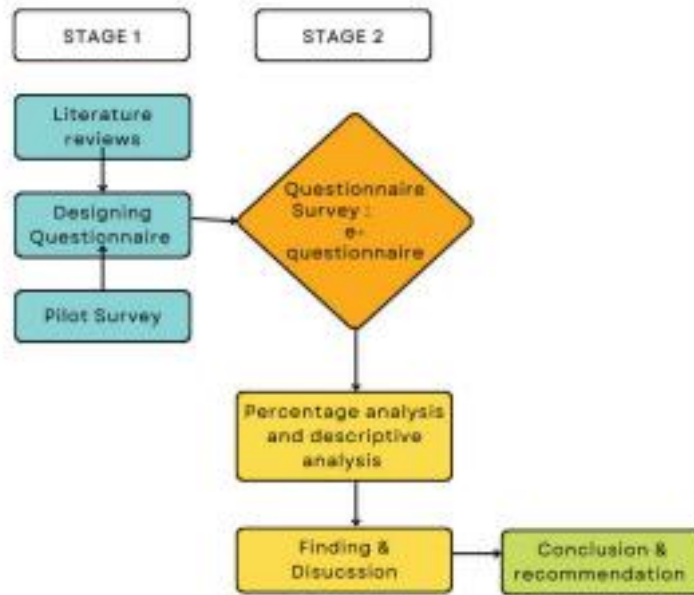 STAGE 1
STAGE 2
Literature
reviews
Designing
Questionnaire
Pilot Survey
Questionnaire
Survey :
e-
questionnaire
Percentage analysis
and descriptive
analysis
Finding &
Disucssion
Conclusion &
recommendation